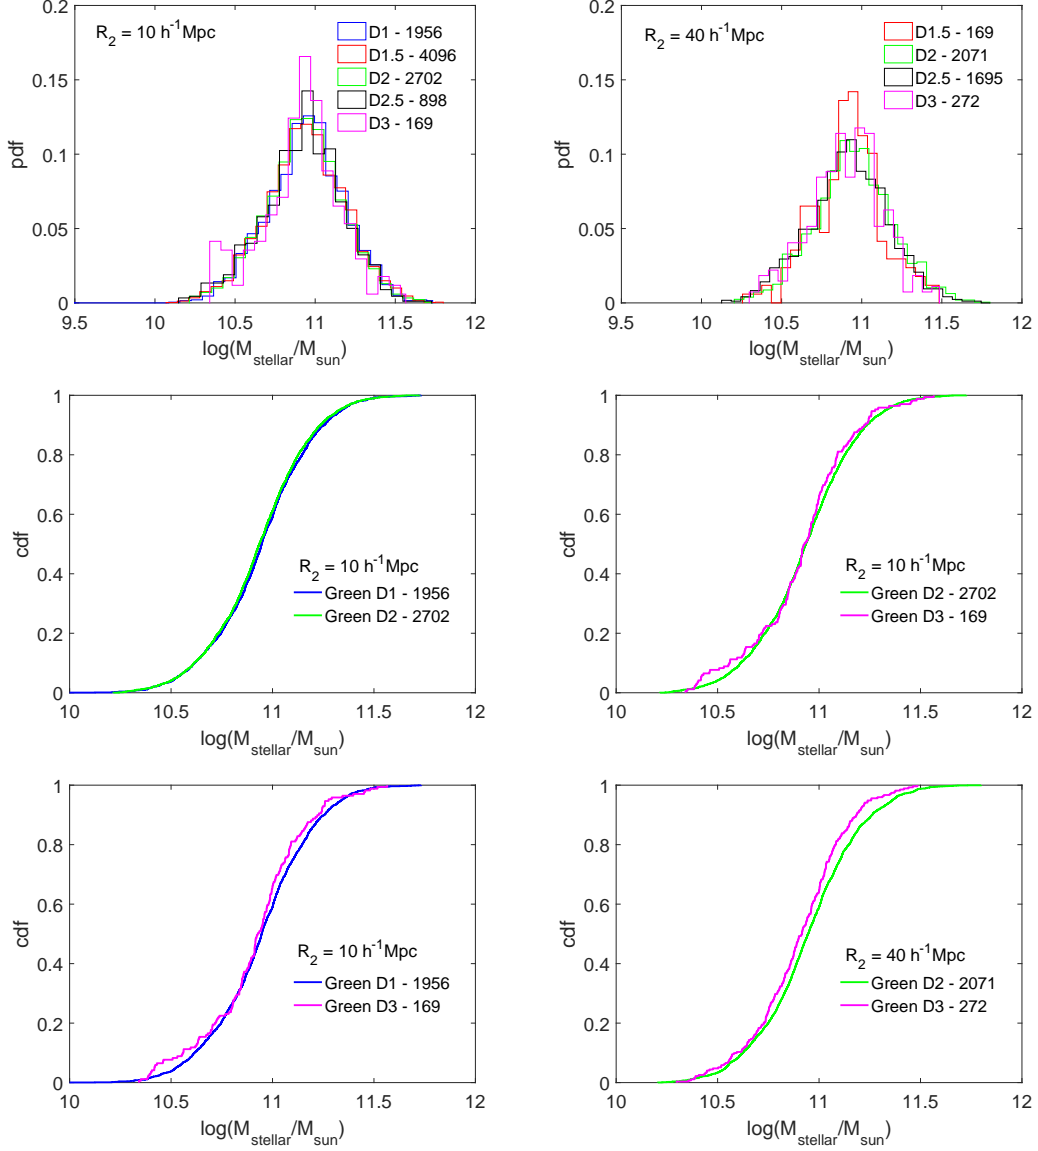 0.2
0.15
0.1
0.05
0
pdf
R2 = 10 h-1Mpc
D1 - 1956
D1.5 - 4096
D2 - 2702
D2.5 - 898
D3 - 169
9.5 10 10.5 11 11.5 12
log(Mstellar/Msun)
0.2
0.15
0.1
0.05
0
pdf
R2 = 40 h-1Mpc
D1.5 - 169
D2 - 2071
D2.5 - 1695
D3 - 272
9.5 10 10.5 11 11.5 12
log(Mstellar/Msun)
1
0.8
0.6
0.4
0.2
0
cdf
R2 = 10 h-1Mpc
Green D1 - 1956
Green D2 - 2702
10 10.5 11 11.5 12
log(Mstellar/Msun)
1
0.8
0.6
0.4
0.2
0
cdf
R2 = 10 h-1Mpc
Green D2 - 2702
Green D3 - 169
10 10.5 11 11.5 12
log(Mstellar/Msun)
1
0.8
0.6
0.4
0.2
0
cdf
R2 = 10 h-1Mpc
Green D1 - 1956
Green D3 - 169
10 10.5 11 11.5 12
log(Mstellar/Msun)
1
0.8
0.6
0.4
0.2
0
cdf
R2 = 40 h-1Mpc
Green D2 - 2071
Green D3 - 272
10 10.5 11 11.5 12
log(Mstellar/Msun)